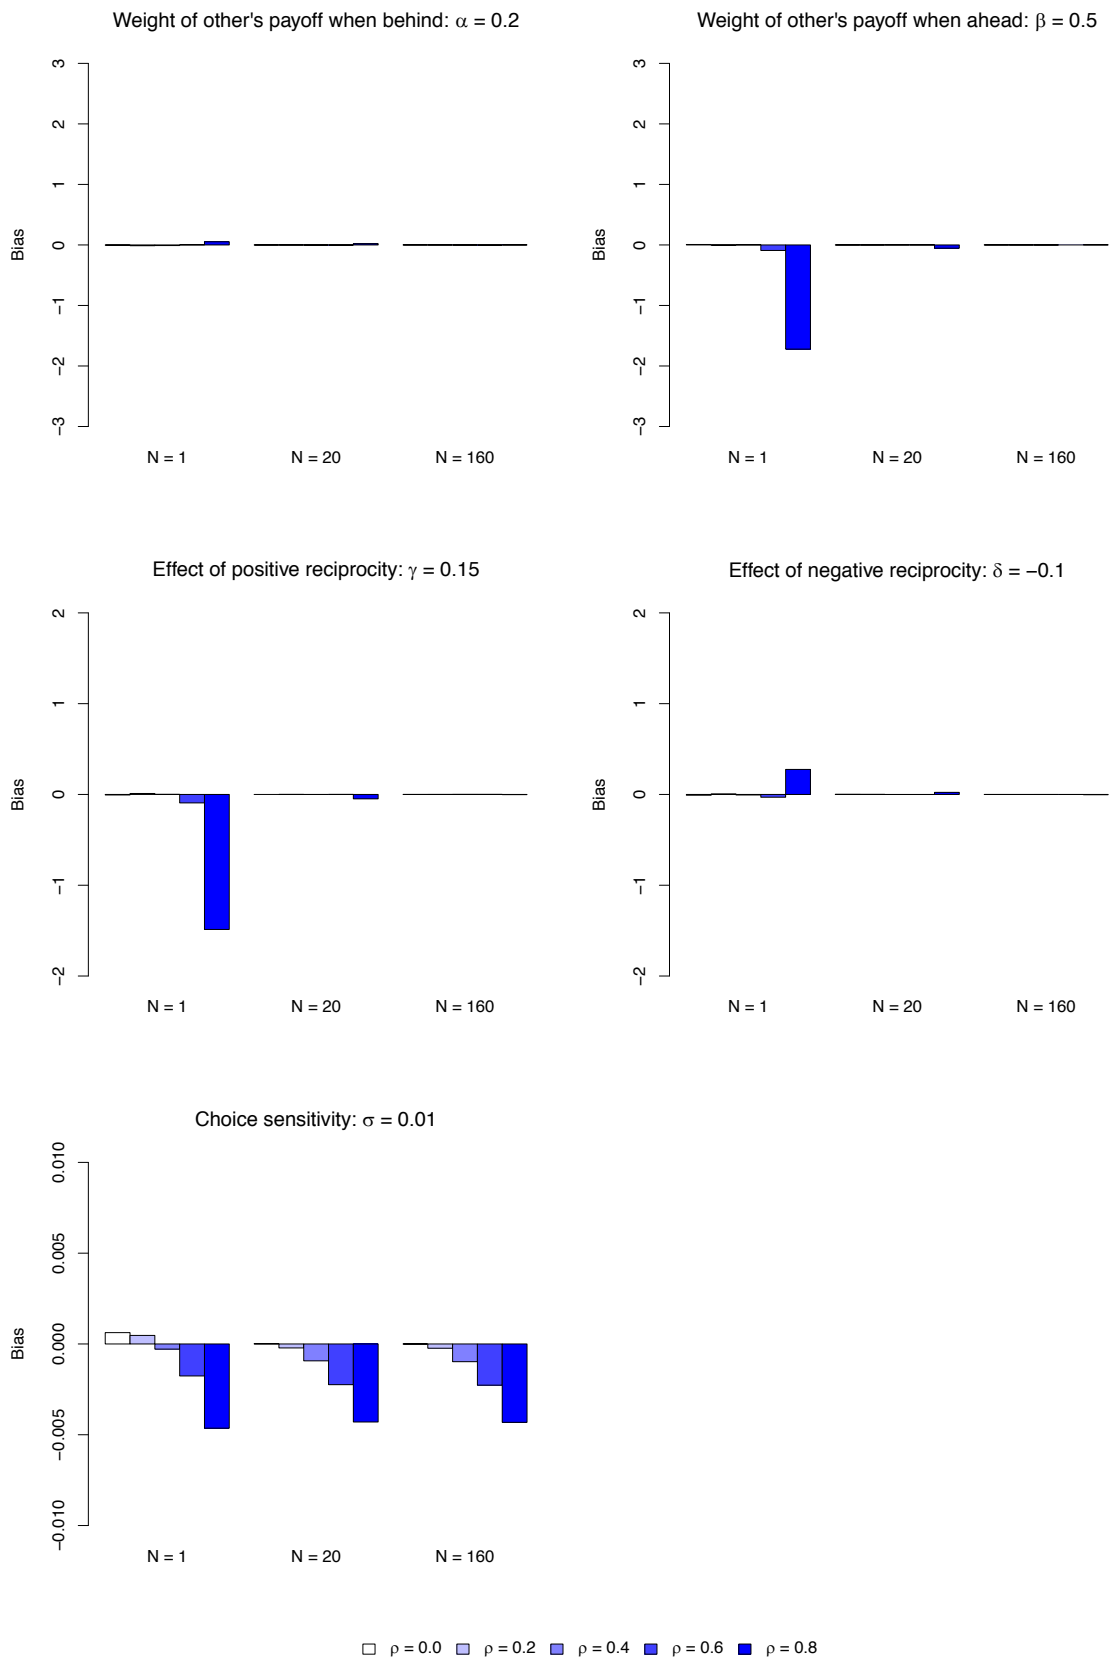 Weight of other's payoff when behind: α = 0.2
Weight of other's payoff when ahead: β = 0.5
3
2
1
0
−1
−2
−3
Bias
N = 1
N = 20
N = 160
3
2
1
0
−1
−2
−3
Bias
N = 1
N = 20
N = 160
Effect of positive reciprocity: γ = 0.15
Effect of negative reciprocity: δ = −0.1
2
1
0
−1
−2
Bias
N = 1
N = 20
N = 160
2
1
0
−1
−2
Bias
N = 1
N = 20
N = 160
Choice sensitivity: σ = 0.01
0.010
0.005
0.000
−0.005
−0.010
Bias
N = 1
N = 20
N = 160
ρ = 0.0
ρ = 0.2
ρ = 0.4
ρ = 0.6
ρ = 0.8